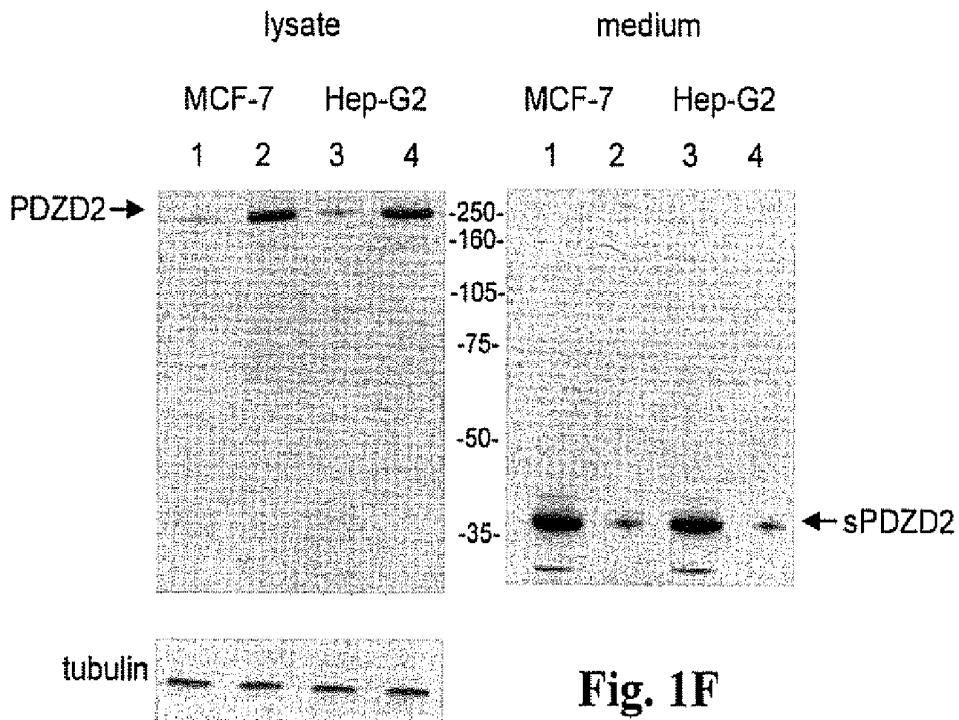 lysate medium
MCF-7 Hep-G2 MCF-7 Hep-G2
1 2 3 4 1 2 3 4
PDZD2 -250-
-160-
-105-
-75-
-50-
-35- sPDZD2
tubulin
Fig. 1F